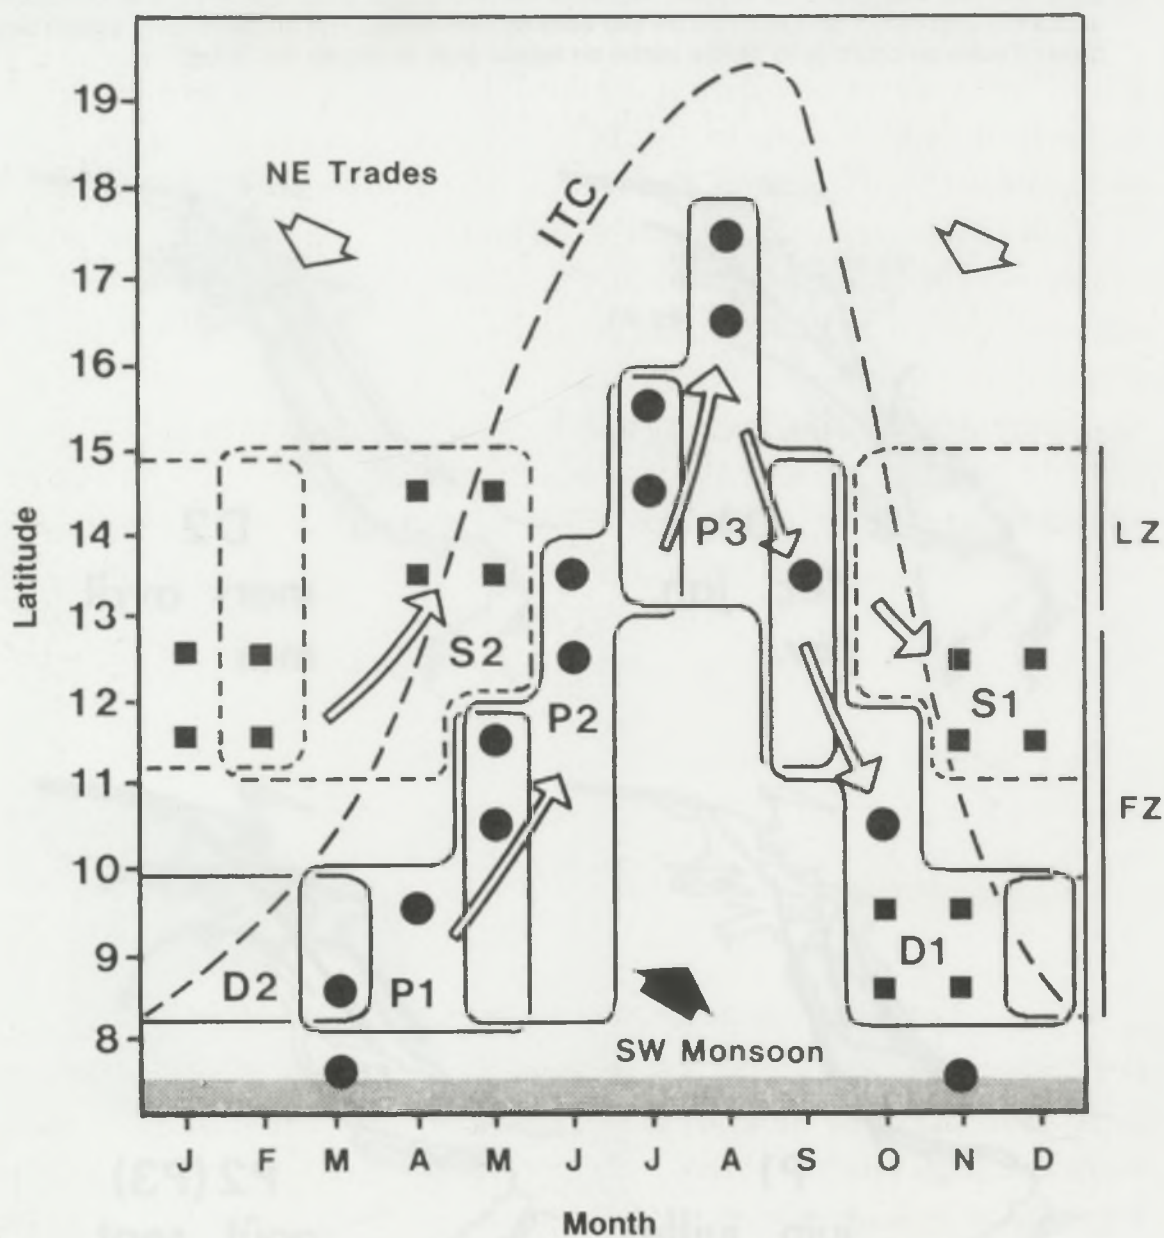 19
NE Trades
18
ITC
17
16
15
14
P3
LZ
13
Latitude
S2
12
P2
S1
11
FZ
10
9
D2
P1
D1
8
SW Monsoon
J F M A M J J A S O N D
Month